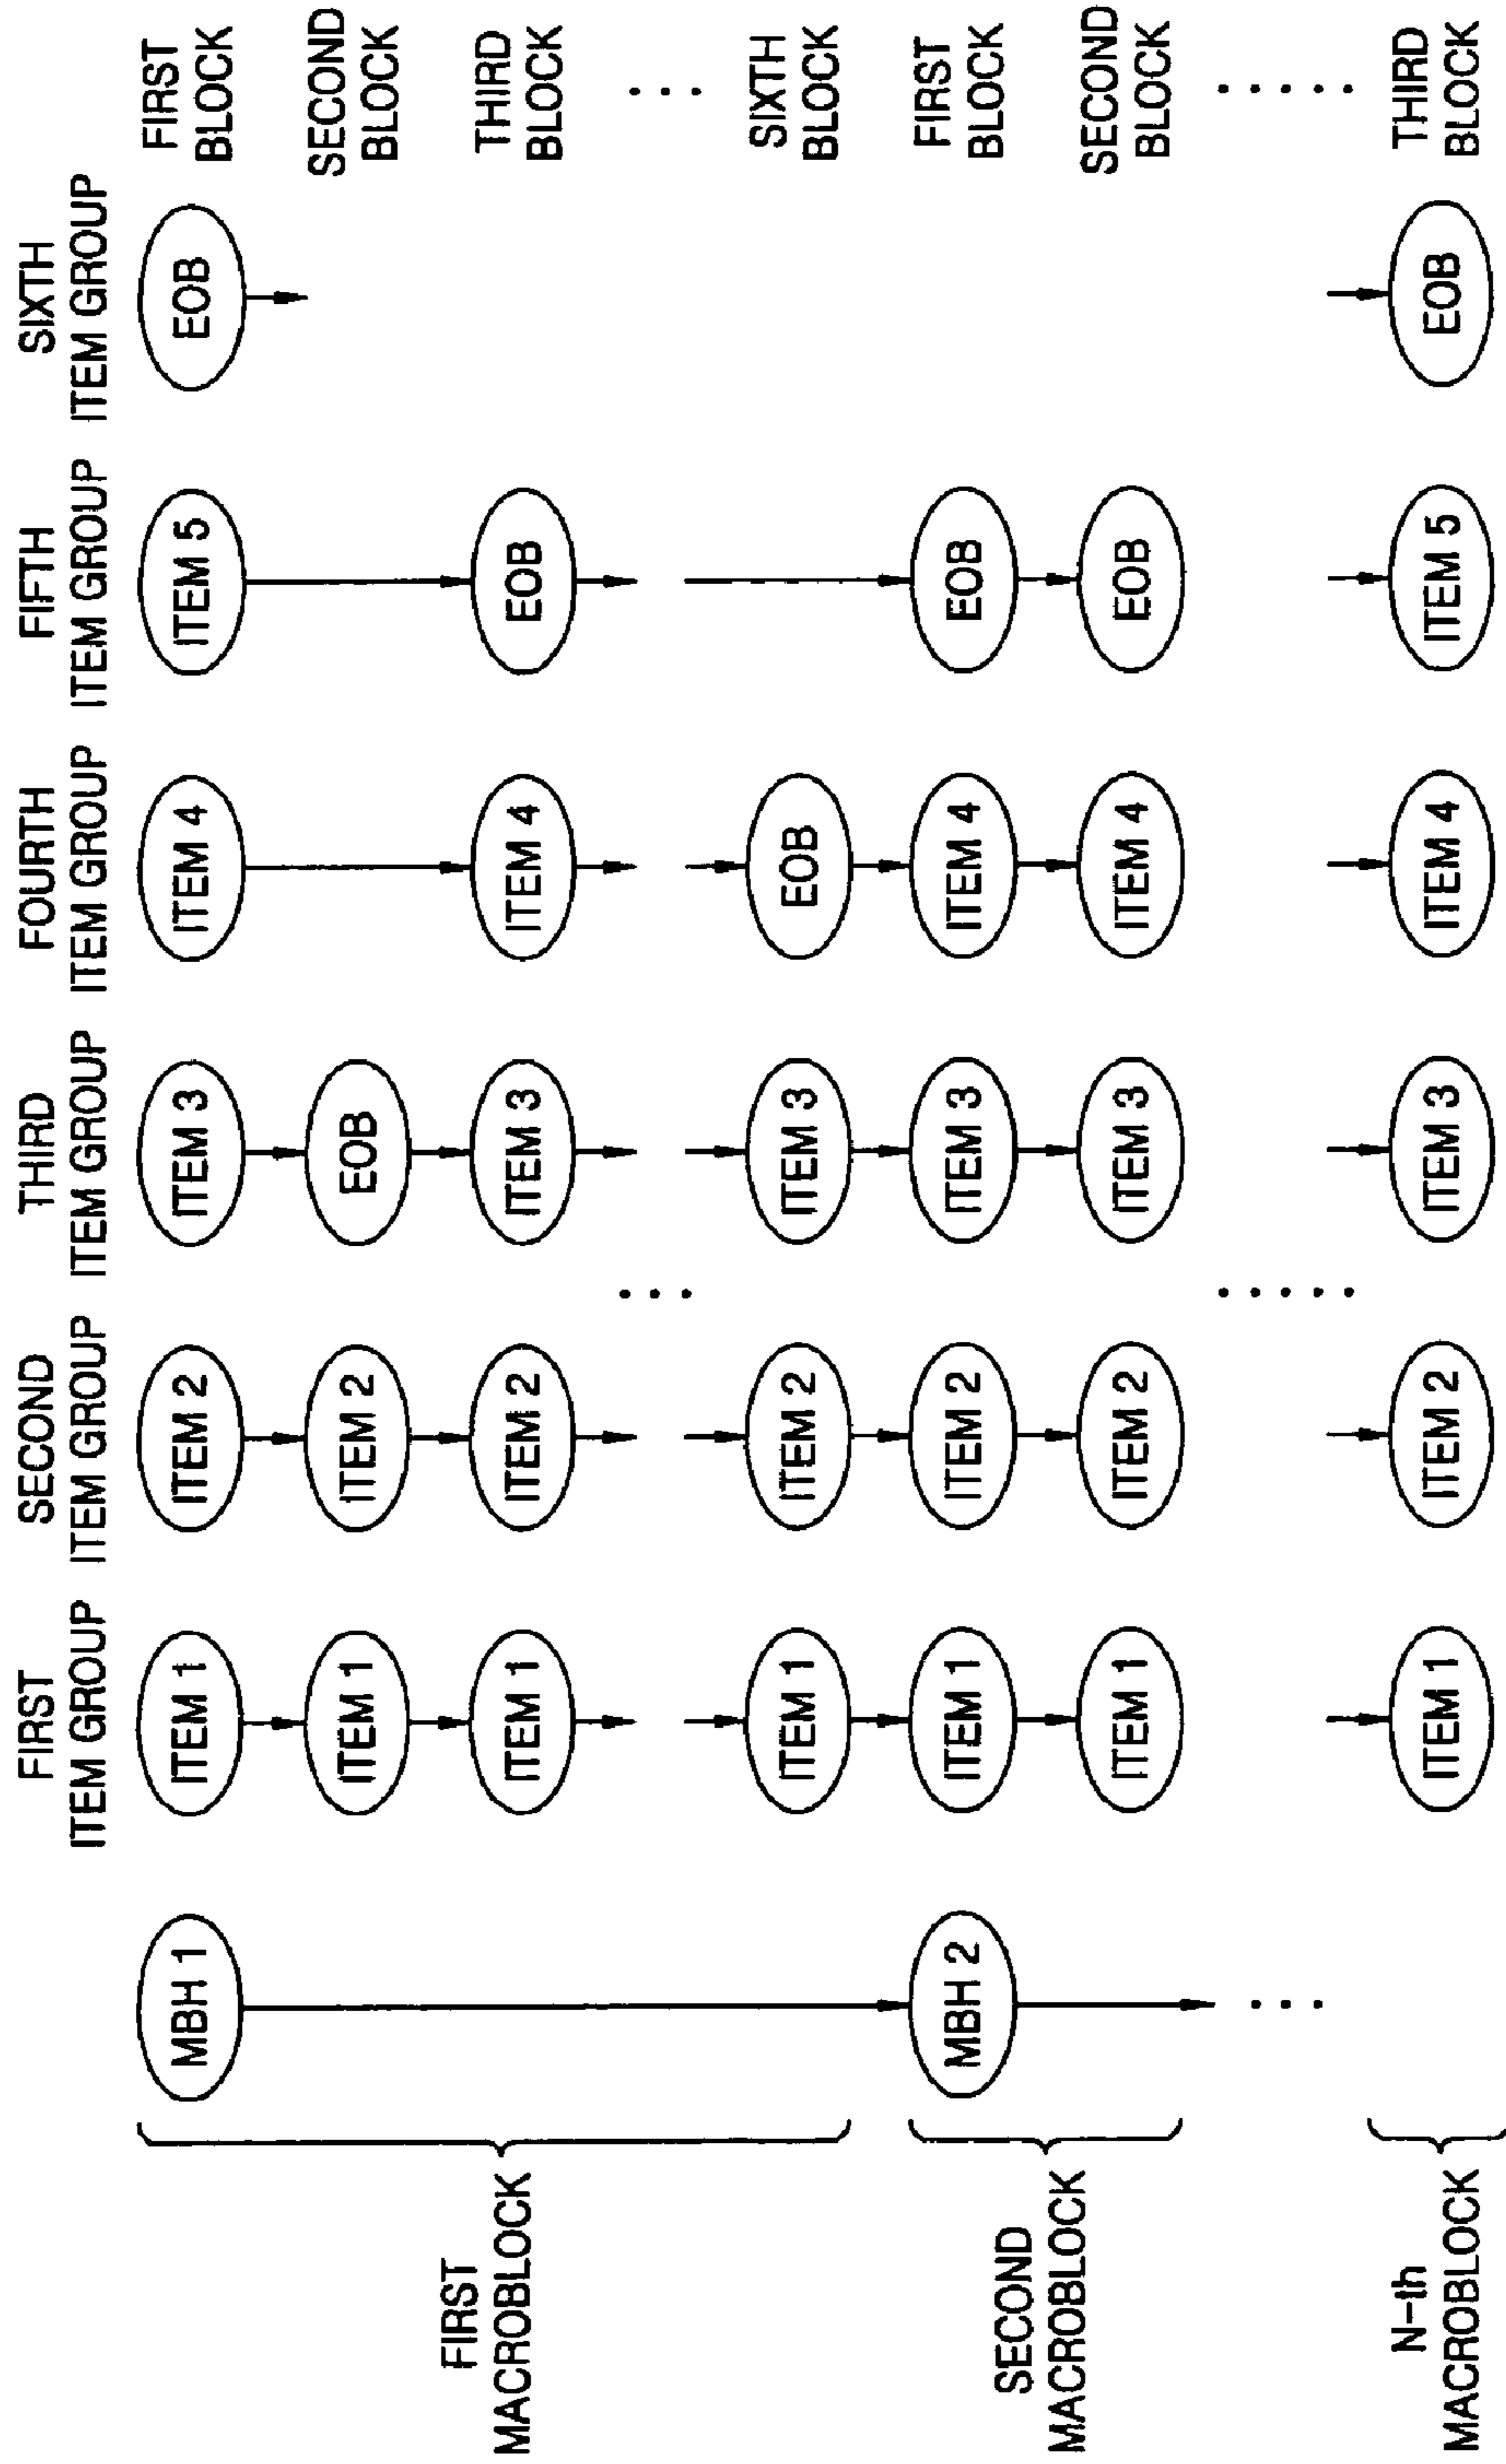 FIRST
ITEM GROUP
SECOND
ITEM GROUP
THIRD
ITEM GROUP
FOURTH
ITEM GROUP
FIFTH
ITEM GROUP
SIXTH
ITEM GROUP
FIRST
MACROBLOCK
MBH 1
ITEM 1
ITEM 2
ITEM 3
ITEM 4
ITEM 5
EOB
FIRST
BLOCK
ITEM 1
ITEM 2
EOB
SECOND
BLOCK
ITEM 1
ITEM 2
ITEM 3
ITEM 4
EOB
THIRD
BLOCK
ITEM 1
ITEM 2
ITEM 3
EOB
SIXTH
BLOCK
SECOND
MACROBLOCK
MBH 2
ITEM 1
ITEM 2
ITEM 3
ITEM 4
EOB
FIRST
BLOCK
ITEM 1
ITEM 2
ITEM 3
ITEM 4
EOB
SECOND
BLOCK
N-th
MACROBLOCK
ITEM 1
ITEM 2
ITEM 3
ITEM 4
ITEM 5
EOB
THIRD
BLOCK